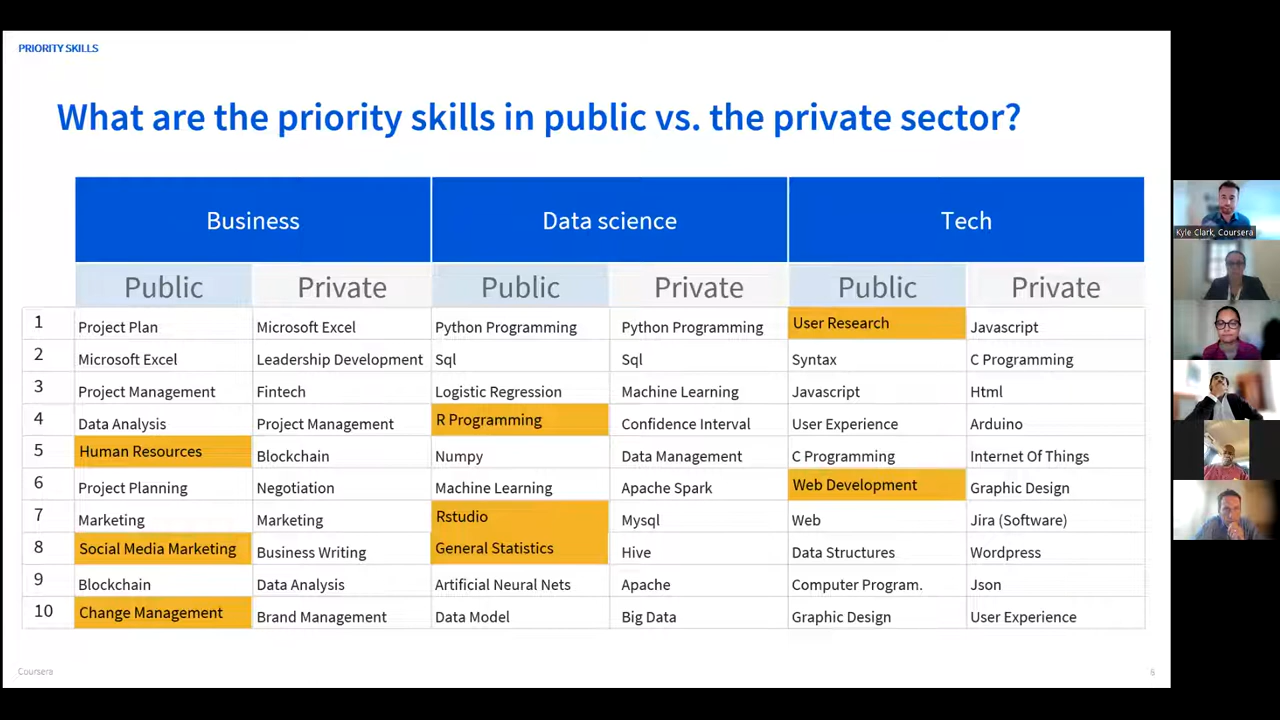 PRIORITY SKILLS
What are the priority skills in public vs. the private sector?
Business Data science Tech
Public Private Public Private Public Private
1 Project Plan Microsoft Excel Python Programming Python Programming User Research Javascript
2 Microsoft Excel Leadership Development Sql Sql Syntax C Programming
3 Project Management Fintech Logistic Regression Machine Learning Javascript Html
4 Data Analysis Project Management R Programming Confidence Interval User Experience Arduino
5 Human Resources Blockchain Numpy Data Management C Programming Internet Of Things
6 Project Planning Negotiation Machine Learning Apache Spark Web Development Graphic Design
7 Marketing Marketing Rstudio Mysql Web Jira (Software)
8 Social Media Marketing Business Writing General Statistics Hive Data Structures Wordpress
9 Blockchain Data Analysis Artificial Neural Nets Apache Computer Program. Json
10 Change Management Brand Management Data Model Big Data Graphic Design User Experience
Coursera 6
Kyle Clark, Coursera